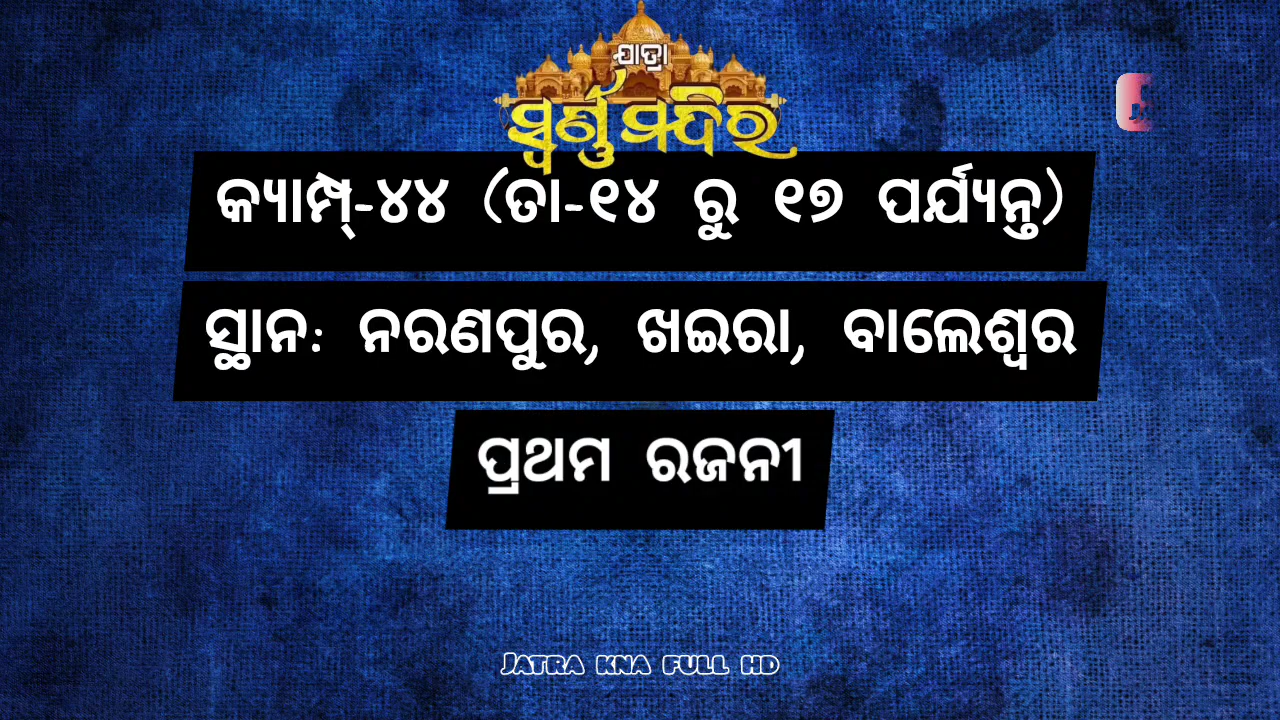 ଯାତ୍ରା
ସ୍ୱର୍ଣ୍ଣ ମନ୍ଦିର
କ୍ୟାମ୍ପ-୪୪ (ତା-୧୪ ରୁ ୧୭ ପର୍ଯ୍ୟନ୍ତ)
ସ୍ଥାନ: ନରଣପୁର, ଖଇରା, ବାଲେଶ୍ୱର
ପ୍ରଥମ ରଜନୀ
JATRA KNA FULL HD